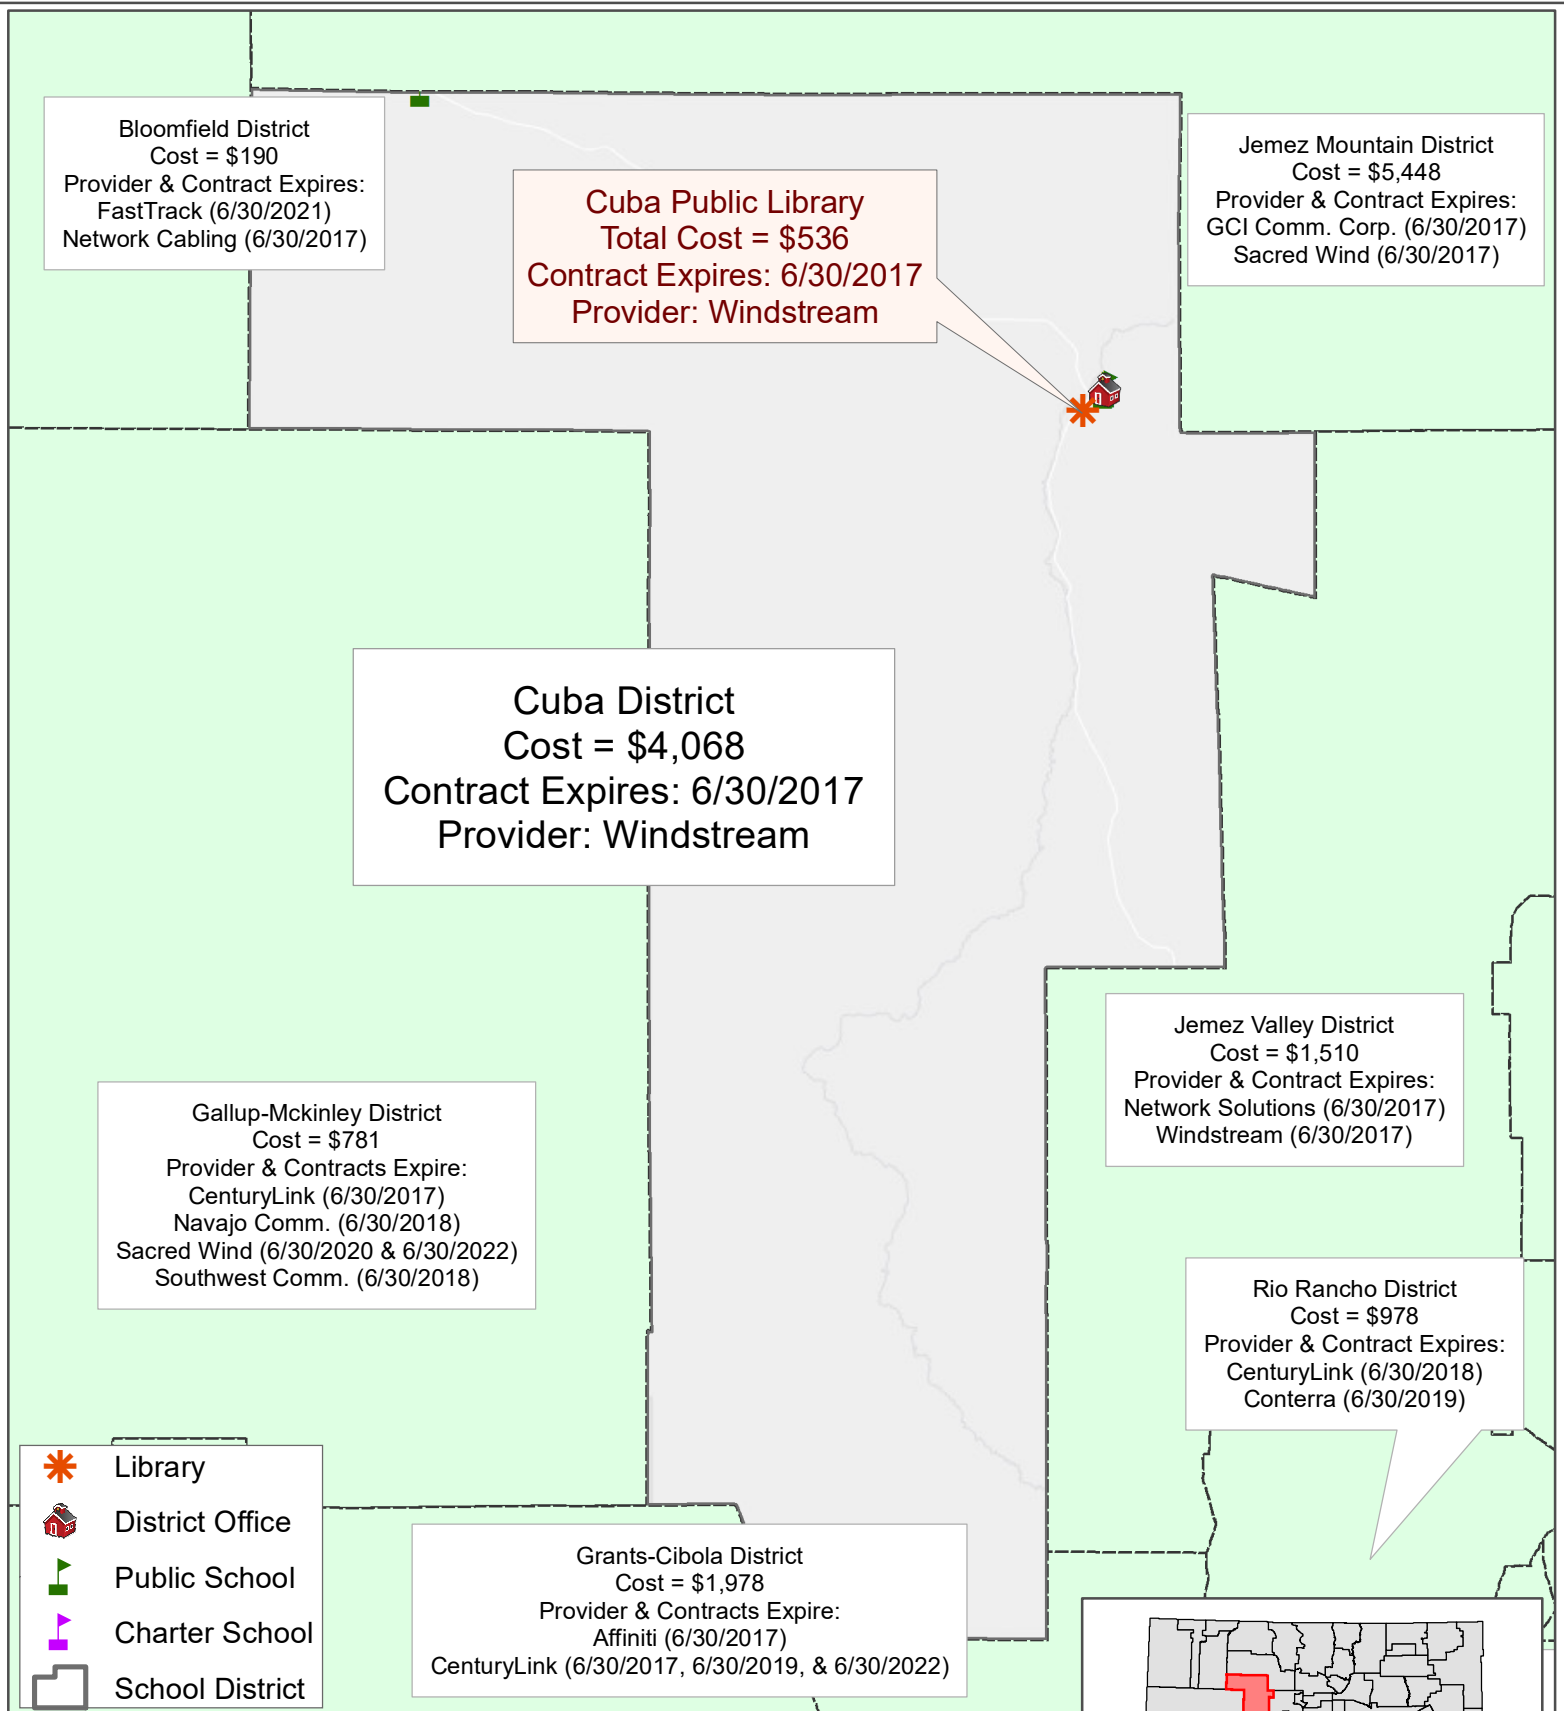 Bloomfield District
Cost = $190
Provider & Contract Expires:
FastTrack (6/30/2021)
Network Cabling (6/30/2017)
Cuba Public Library
Total Cost = $536
Contract Expires: 6/30/2017
Provider: Windstream
Jemez Mountain District
Cost = $5,448
Provider & Contract Expires:
GCI Comm. Corp. (6/30/2017)
Sacred Wind (6/30/2017)
Cuba District
Cost = $4,068
Contract Expires: 6/30/2017
Provider: Windstream
Jemez Valley District
Cost = $1,510
Provider & Contract Expires:
Network Solutions (6/30/2017)
Windstream (6/30/2017)
Gallup-Mckinley District
Cost = $781
Provider & Contracts Expire:
CenturyLink (6/30/2017)
Navajo Comm. (6/30/2018)
Sacred Wind (6/30/2020 & 6/30/2022)
Southwest Comm. (6/30/2018)
Rio Rancho District
Cost = $978
Provider & Contract Expires:
CenturyLink (6/30/2018)
Conterra (6/30/2019)
Library
District Office
Public School
Charter School
School District
Grants-Cibola District
Cost = $1,978
Provider & Contracts Expire:
Affiniti (6/30/2017)
CenturyLink (6/30/2017, 6/30/2019, & 6/30/2022)